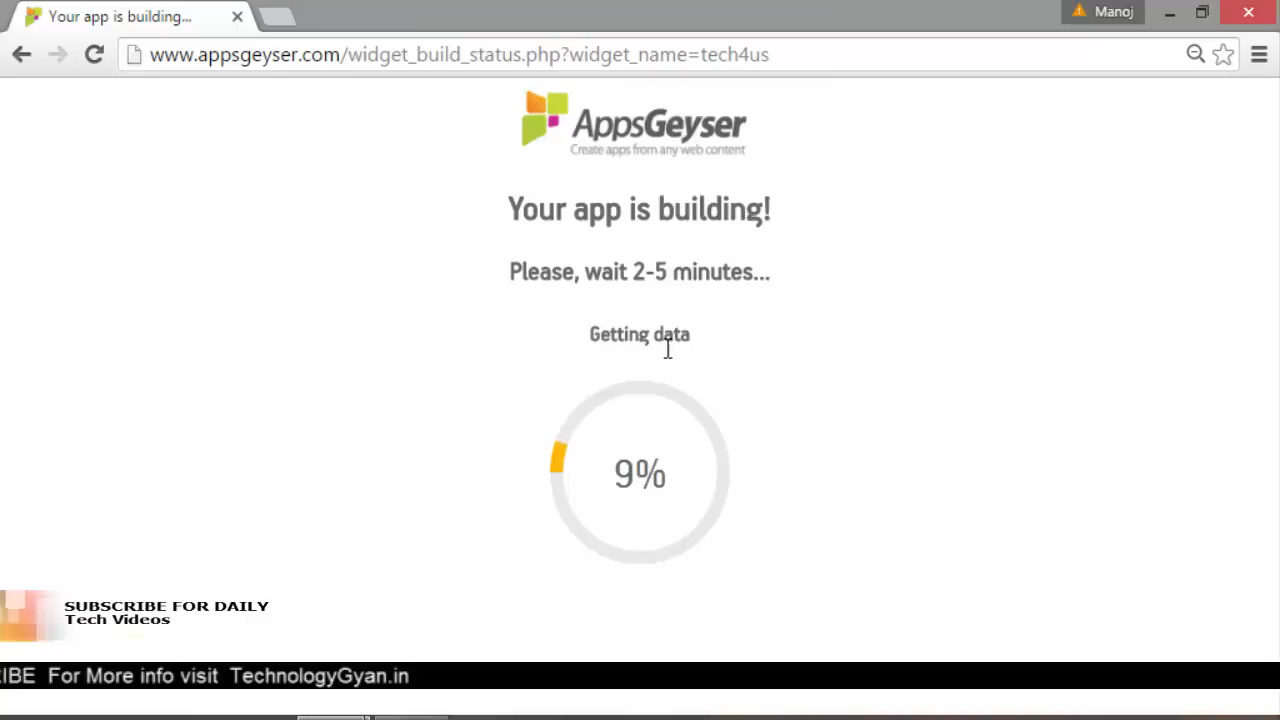 Your app is building...
Manoj
www.appsgeyser.com/widget_build_status.php?widget_name=tech4us
AppsGeyser
Create apps from any web content
Your app is building!
Please, wait 2-5 minutes...
Getting data
9%
SUBSCRIBE FOR DAILY
Tech Videos
IBE For More info visit TechnologyGyan.in